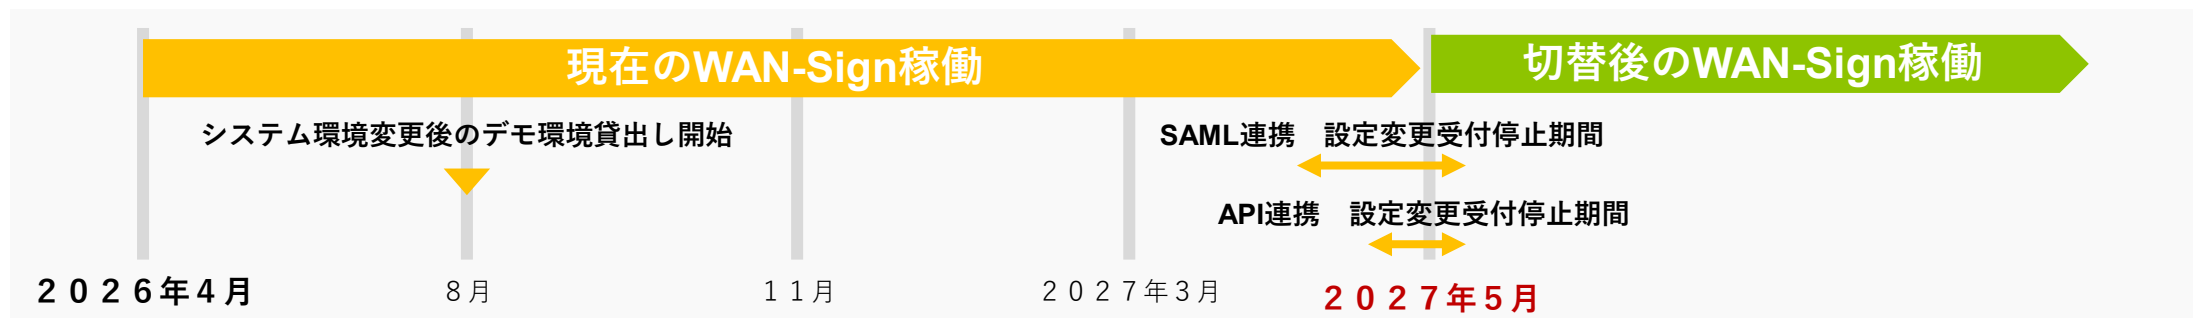 現在のWAN-Sign稼働
切替後のWAN-Sign稼働
システム環境変更後のデモ環境貸出し開始
SAML連携　設定変更受付停止期間
API連携　設定変更受付停止期間
２０２６年４月
８月
１１月
２０２７年３月
２０２７年５月